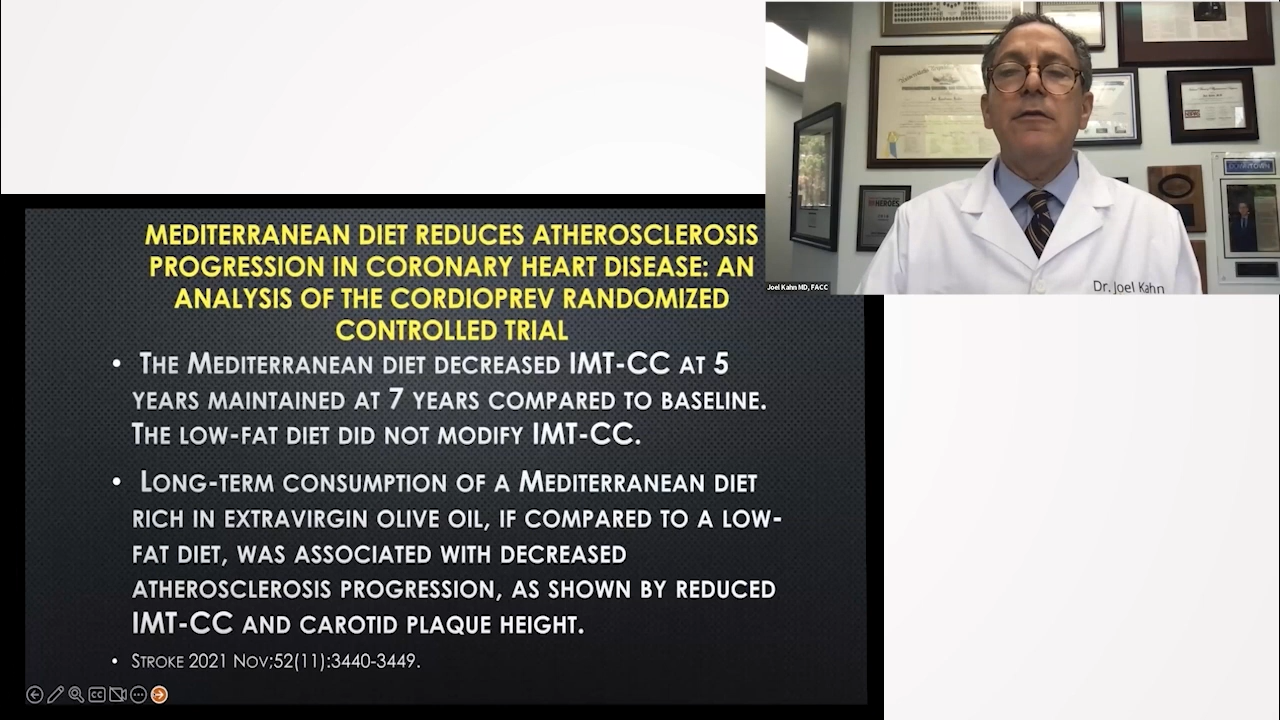 MEDITERRANEAN DIET REDUCES ATHEROSCLEROSIS
PROGRESSION IN CORONARY HEART DISEASE: AN
ANALYSIS OF THE CORDIOPREV RANDOMIZED
CONTROLLED TRIAL
• THE MEDITERRANEAN DIET DECREASED IMT-CC AT 5
YEARS MAINTAINED AT 7 YEARS COMPARED TO BASELINE.
THE LOW-FAT DIET DID NOT MODIFY IMT-CC.
• LONG-TERM CONSUMPTION OF A MEDITERRANEAN DIET
RICH IN EXTRAVIRGIN OLIVE OIL, IF COMPARED TO A LOW-
FAT DIET, WAS ASSOCIATED WITH DECREASED
ATHEROSCLEROSIS PROGRESSION, AS SHOWN BY REDUCED
IMT-CC AND CAROTID PLAQUE HEIGHT.
• STROKE 2021 NOV;52(11):3440-3449.
CC
HEROES
DOWNTOWN
Dr. Joel Kahn
Joel Kahn MD, FACC